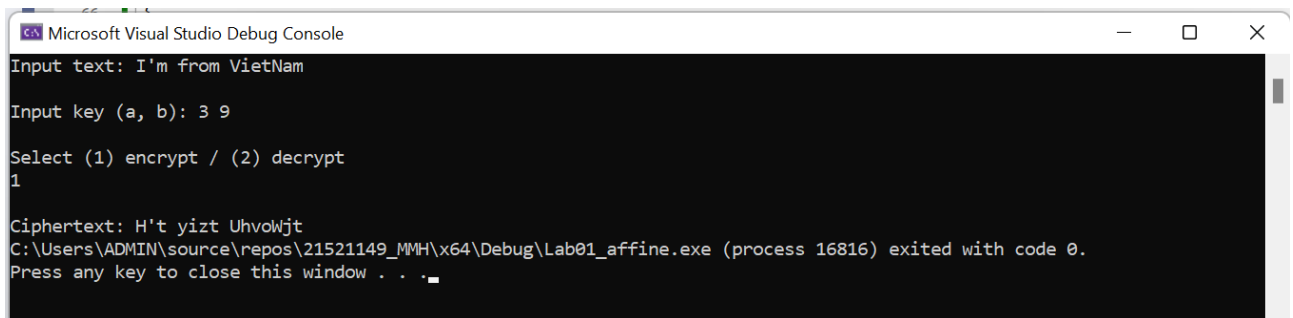 Microsoft Visual Studio Debug Console
Input text: I'm from VietNam
Input key (a, b): 3 9
Select (1) encrypt / (2) decrypt
1
Ciphertext: H't yizt UhvoWjt
C:\Users\ADMIN\source\repos\21521149_MMH\x64\Debug\Lab01_affine.exe (process 16816) exited with code 0.
Press any key to close this window . . .